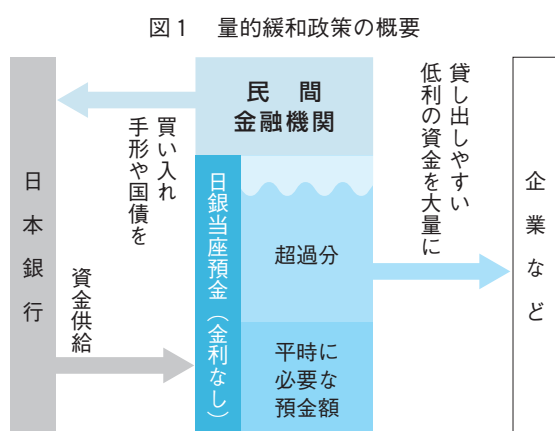 図1 量的緩和政策の概要
日本銀行
手形や国債を
買い入れ
資金供給
民間
金融機関
日銀当座預金（金利なし）
超過分
平時に
必要な
預金額
貸し出しやすい
低利の資金を大量に
企業など